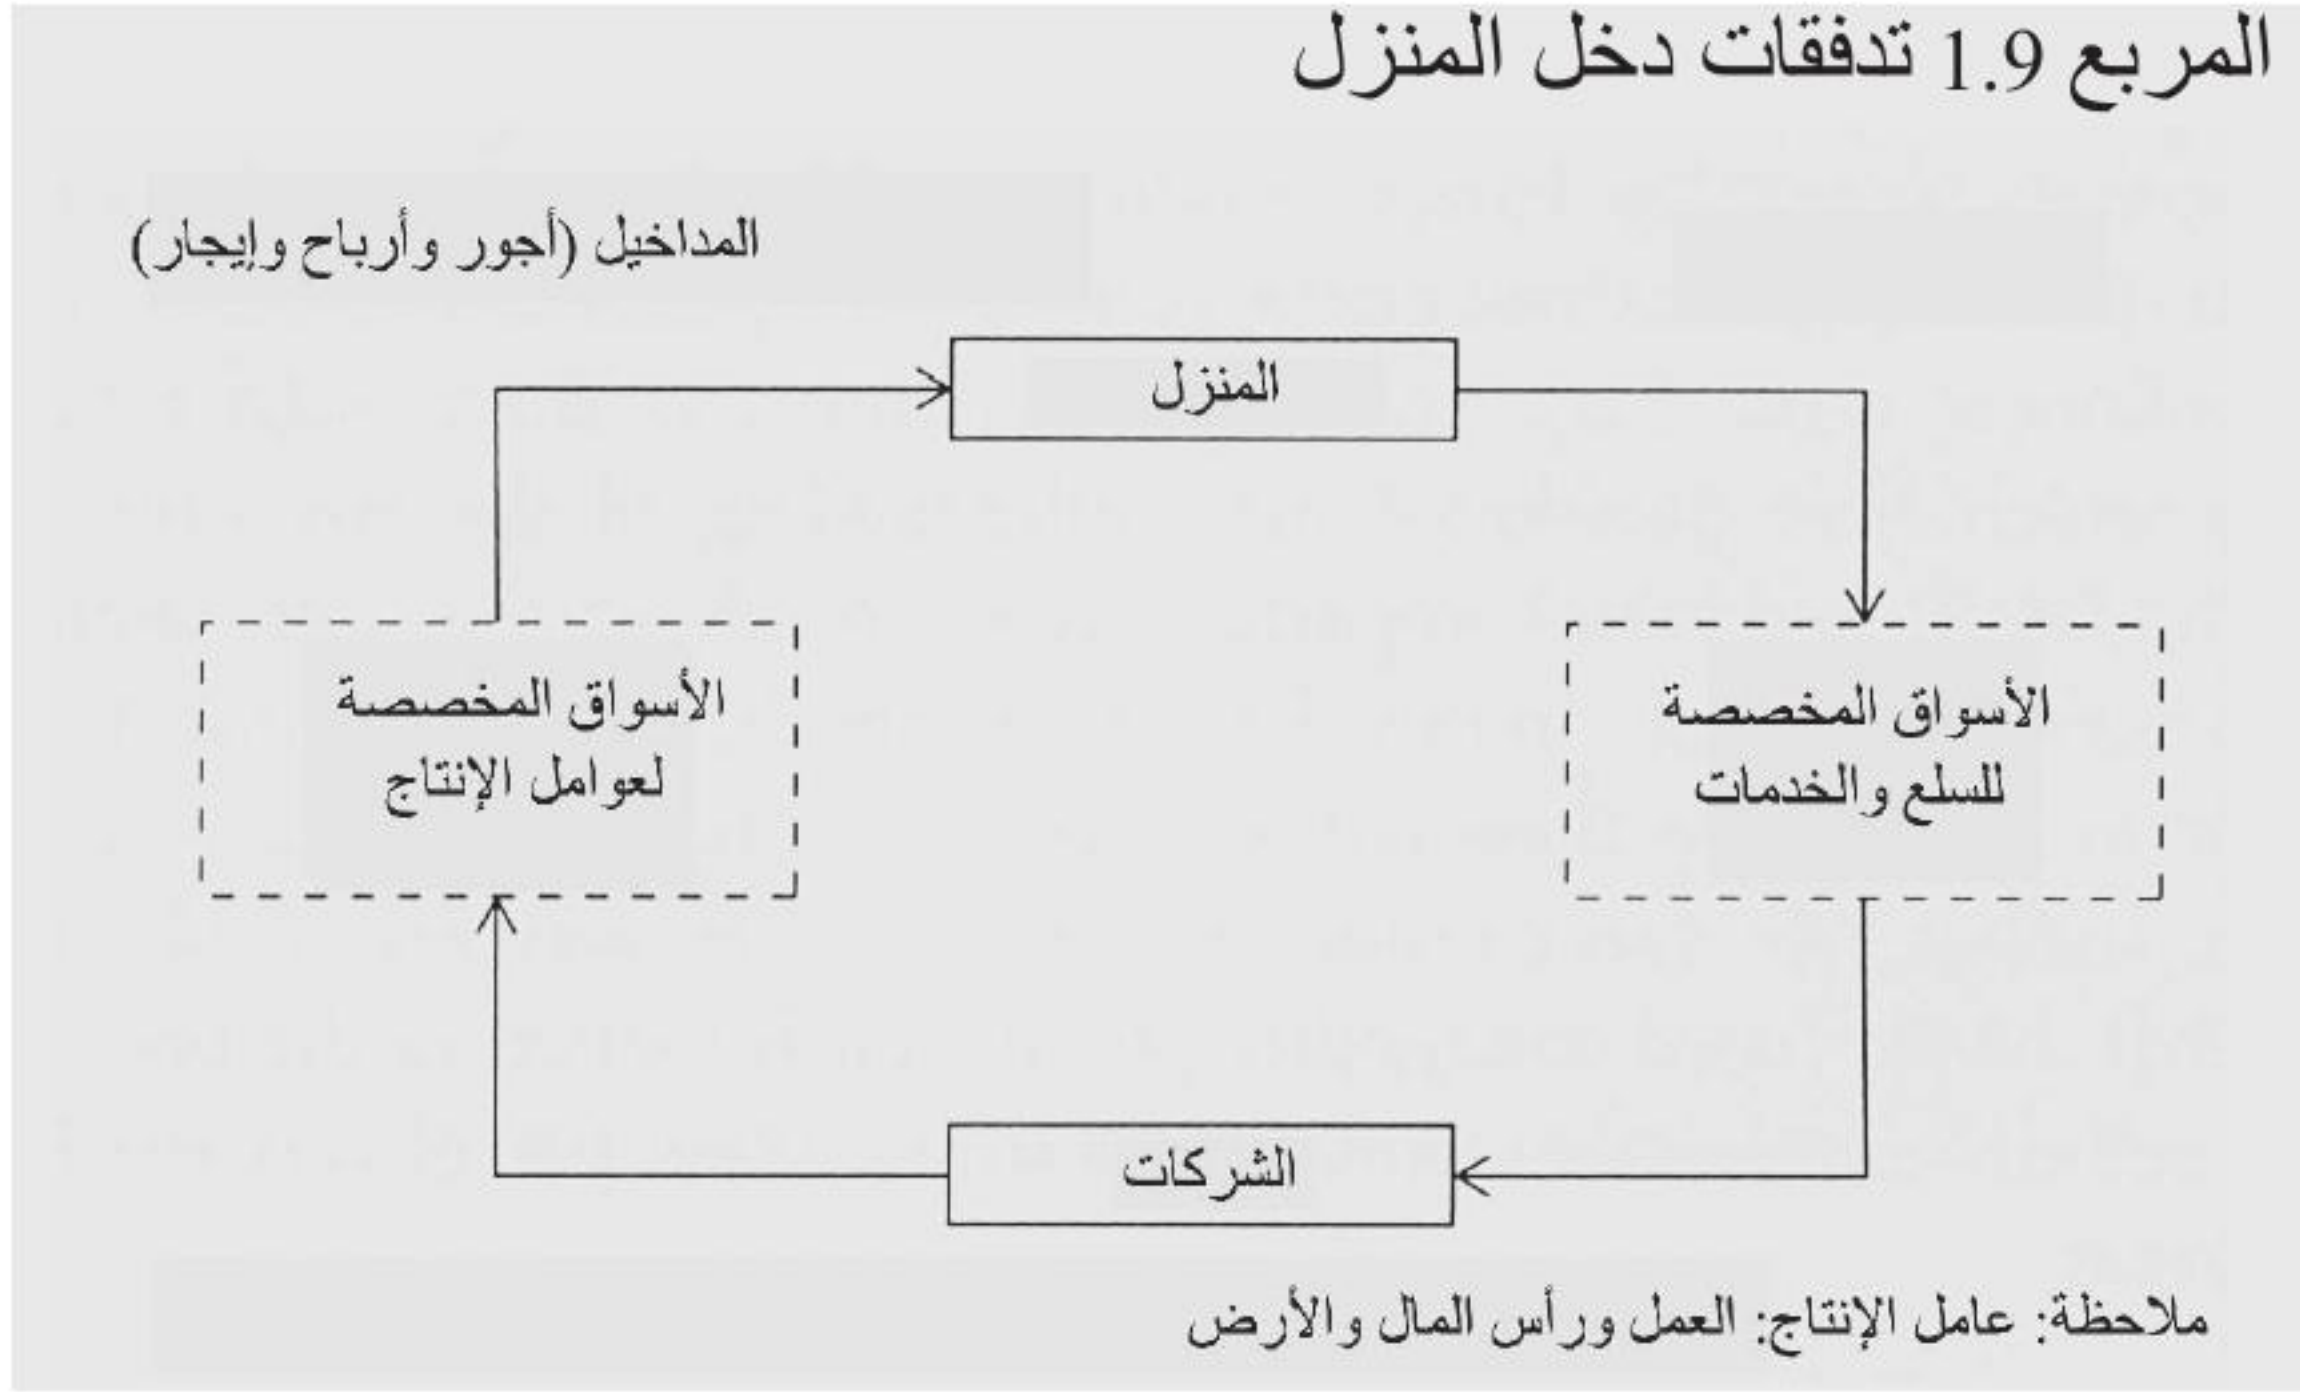 المربع 1.9 تدفقات دخل المنزل
المداخيل (أجور وأرباح وإيجار)
المنزل
الأسواق المخصصة
للسلع والخدمات
الأسواق المخصصة
لعوامل الإنتاج
الشركات
ملاحظة: عامل الإنتاج: العمل ورأس المال والأرض